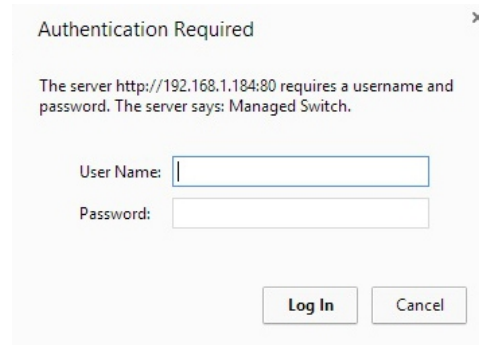 Authentication Required
The server http://192.168.1.184:80 requires a username and
password. The server says: Managed Switch.
User Name:
Password:
Log In Cancel